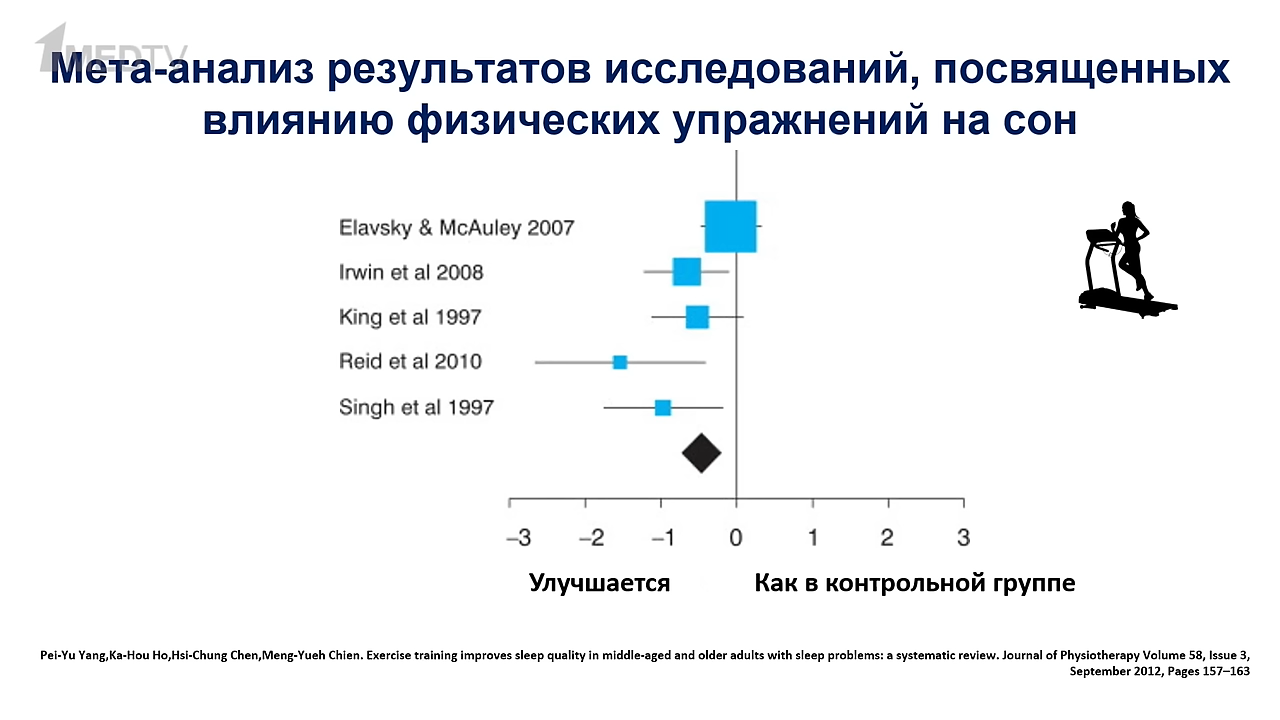 1MEDTV
Мета-анализ результатов исследований, посвященных
влиянию физических упражнений на сон
Elavsky & McAuley 2007
Irwin et al 2008
King et al 1997
Reid et al 2010
Singh et al 1997
–3 –2 –1 0 1 2 3
Улучшается Как в контрольной группе
Pei-Yu Yang,Ka-Hou Ho,Hsi-Chung Chen,Meng-Yueh Chien. Exercise training improves sleep quality in middle-aged and older adults with sleep problems: a systematic review. Journal of Physiotherapy Volume 58, Issue 3,
September 2012, Pages 157–163